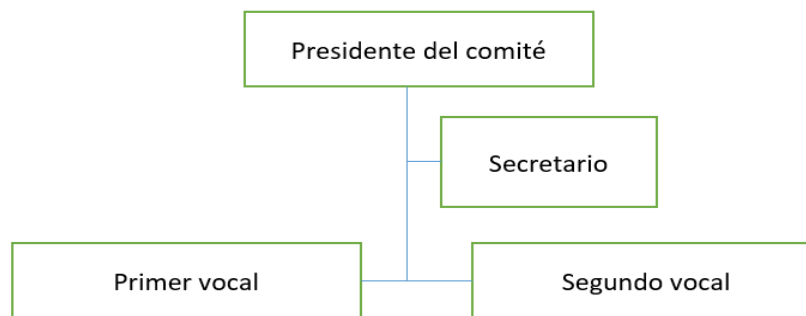 Presidente del comité
Secretario
Primer vocal
Segundo vocal